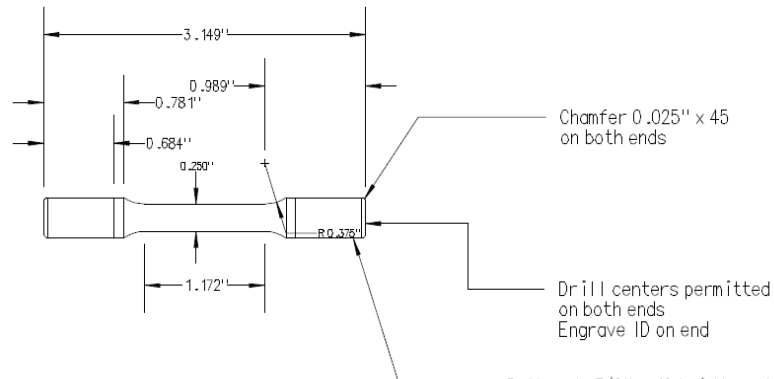 3.149"
0.989"
0.781"
0.684"
0.250"
R0.375"
1.172"
Chamfer 0.025" x 45
on both ends
Drill centers permitted
on both ends
Engrave ID on end